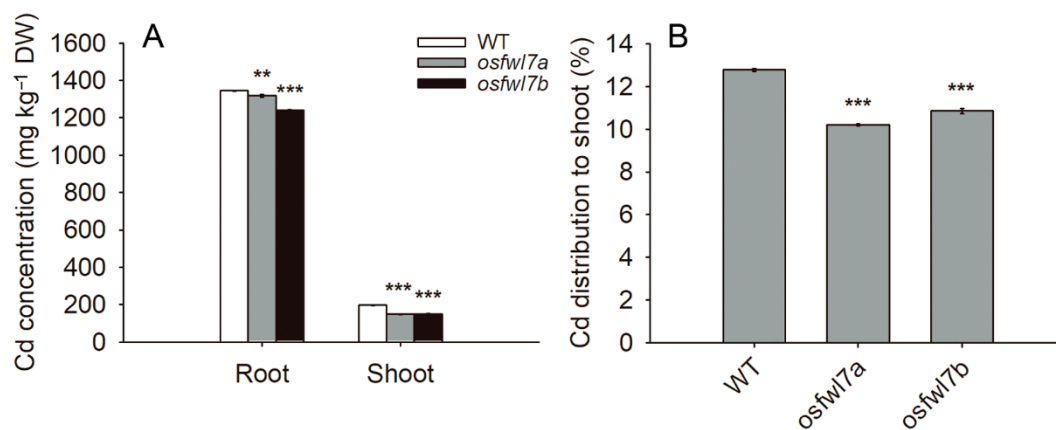 A
Cd concentration (mg kg⁻¹ DW)
1600
1400
1200
1000
800
600
400
200
0
WT
osfwl7a
osfwl7b
**
***
***
***
Root
Shoot
B
Cd distribution to shoot (%)
14
12
10
8
6
4
2
0
***
***
WT
osfwl7a
osfwl7b